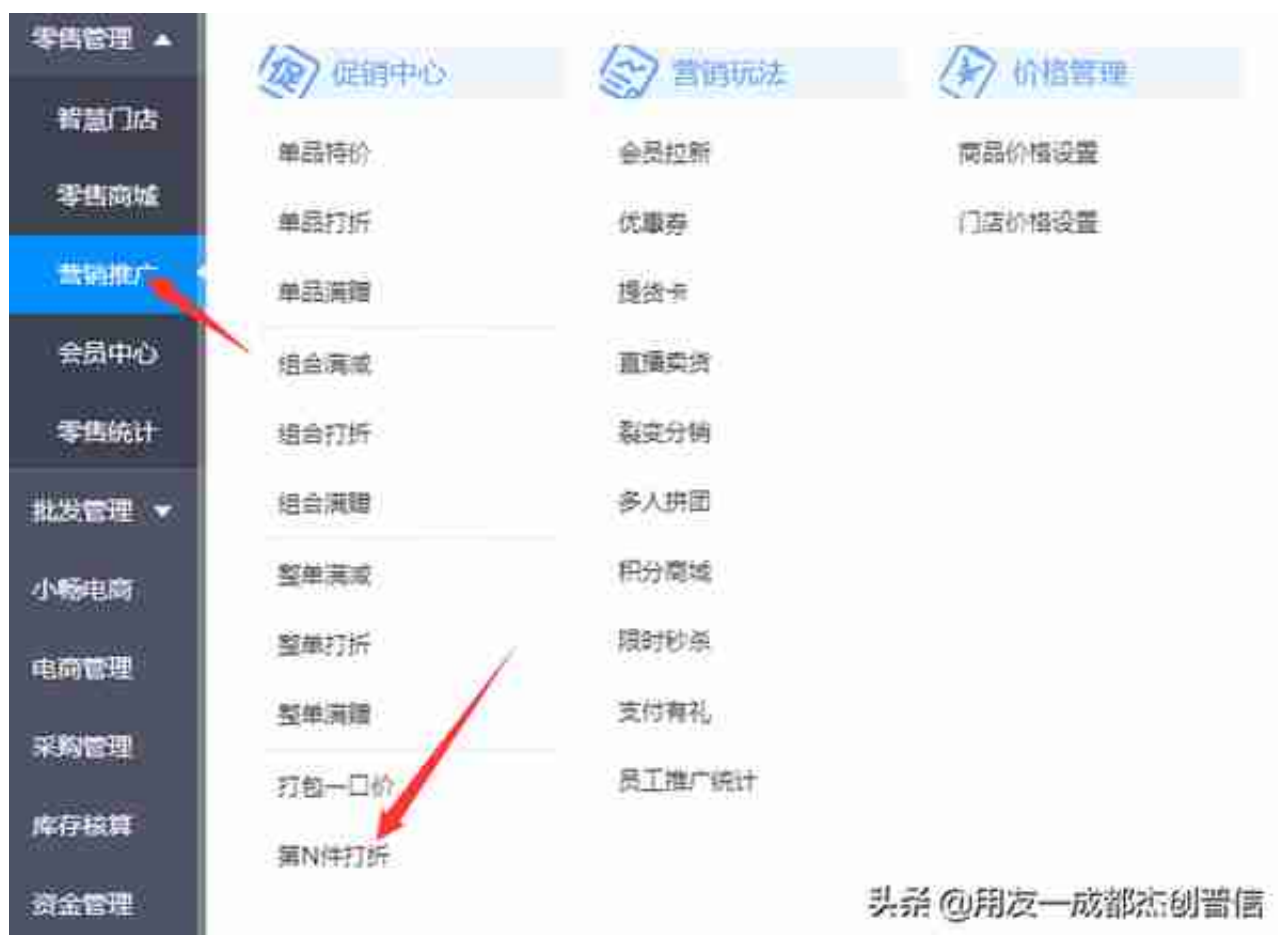 零售管理
智慧门店
零售商城
营销推广
会员中心
零售统计
批发管理
小畅电商
电商管理
采购管理
库存核算
资金管理
促 促销中心
单品特价
单品打折
单品满赠
组合满减
组合打折
组合满赠
整单满减
整单打折
整单满赠
打包一口价
第N件打折
营销玩法
会员拉新
优惠券
提货卡
直播卖货
裂变分销
多人拼团
积分商城
限时秒杀
支付有礼
员工推广统计
¥ 价格管理
商品价格设置
门店价格设置
头条 @用友一成都杰创普信